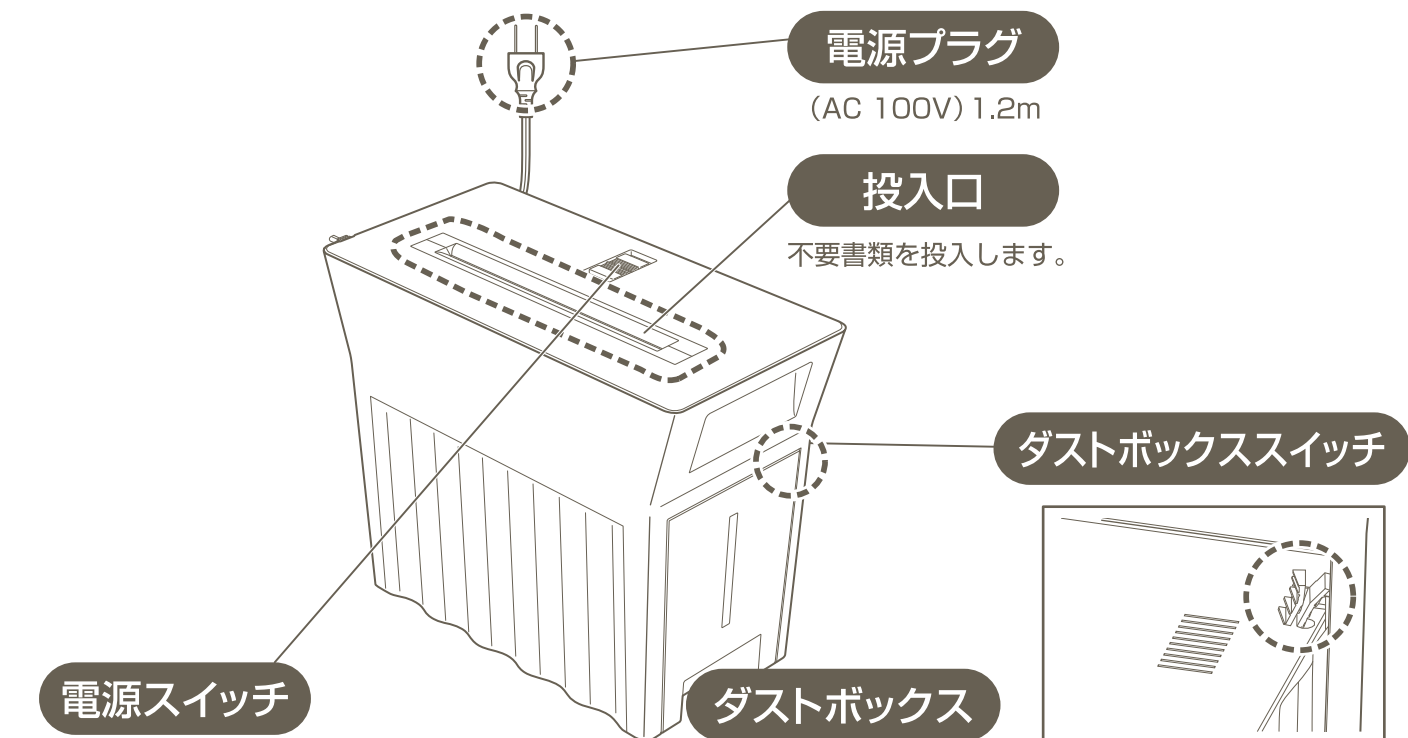 電源プラグ
(AC 100V)1.2m
投入口
不要書類を投入します。
ダストボックススイッチ
電源スイッチ
ダストボックス